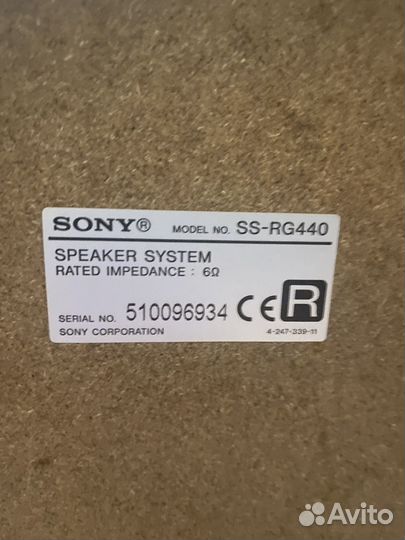 SONY® MODEL NO. SS-RG440
SPEAKER SYSTEM
RATED IMPEDANCE : 6Ω
SERIAL NO. 510096934 CE R
SONY CORPORATION 4-247-339-11
Avito